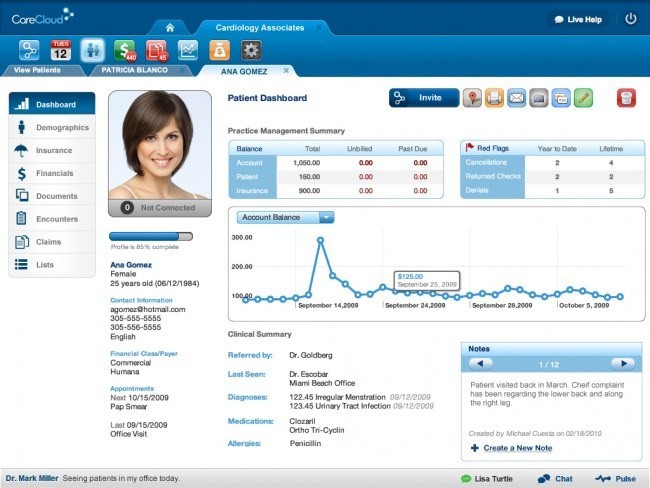 CareCloud
Cardiology Associates
Live Help
TUES
12
440
45
View Patients
PATRICIA BLANCO
ANA GOMEZ
Dashboard
Demographics
Insurance
Financials
Documents
Encounters
Claims
Lists
0 Not Connected
Profile is 85% complete
Ana Gomez
Female
25 years old (06/12/1984)
Contact Information
agomez@hotmail.com
305-555-5555
305-556-5555
English
Financial Class/Payer
Commercial
Humana
Appointments
Next 10/15/2009
Pap Smear
Last 09/15/2009
Office Visit
Patient Dashboard
Invite
Practice Management Summary
Balance Total Unbilled Past Due
Account 1,050.00 0.00 0.00
Patient 150.00 0.00 0.00
Insurance 900.00 0.00 0.00
Red Flags Year to Date Lifetime
Cancellations 2 4
Returned Checks 2 2
Denials 1 5
Account Balance
300.00
200.00
100.00
$125.00
September 25, 2009
September 14,2009
September 24,2009
September 28,2009
October 5, 2009
Clinical Summary
Referred by: Dr. Goldberg
Last Seen: Dr. Escobar
Miami Beach Office
Diagnoses: 122.45 Irregular Menstration 09/12/2009
123.45 Urinary Tract Infection 09/12/2009
Medications: Clozaril
Ortho Tri-Cyclin
Allergies: Penicillin
Notes
1 / 12
Patient visited back in March. Cheif complaint
has been regarding the lower back and along
the right leg.
Created by Michael Cuesta on 02/18/2010
Create a New Note
Dr. Mark Miller Seeing patients in my office today.
Lisa Turtle
Chat
Pulse